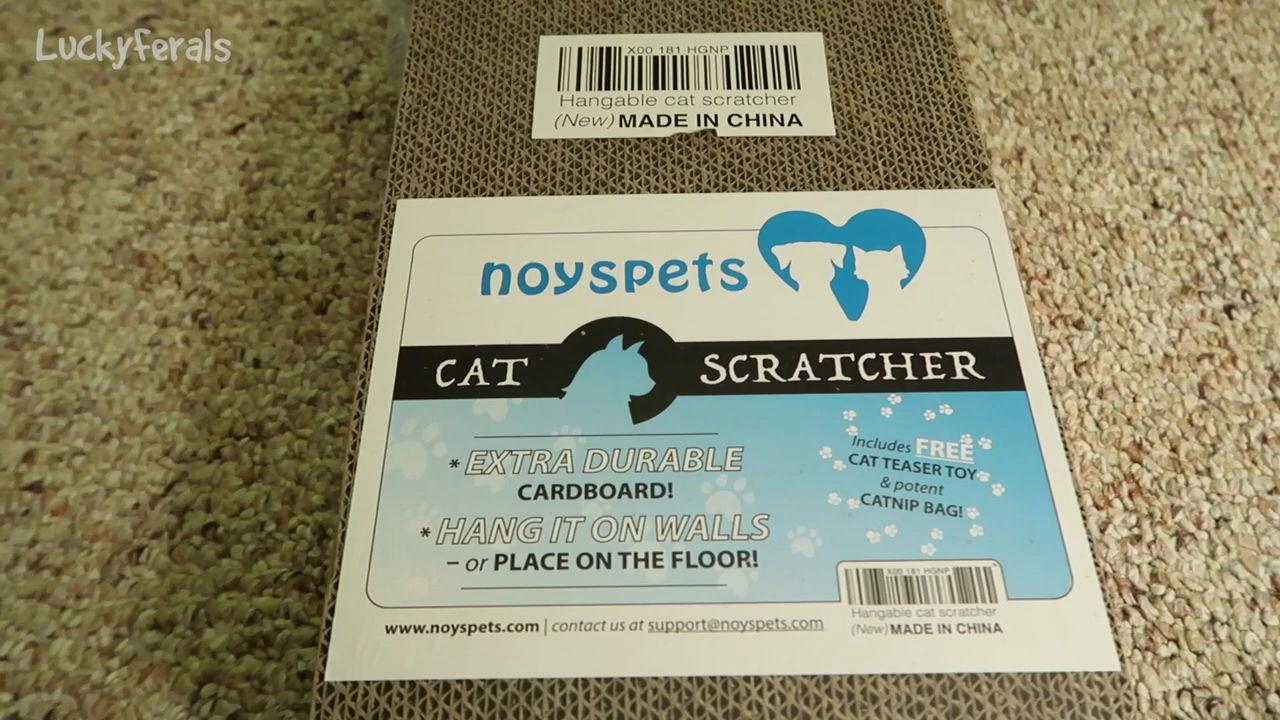 LuckyFerals
X00 181 HGNP
Hangable cat scratcher
(New) MADE IN CHINA
noyspets
CAT SCRATCHER
* EXTRA DURABLE
CARDBOARD!
* HANG IT ON WALLS
– or PLACE ON THE FLOOR!
Includes FREE
CAT TEASER TOY
& potent
CATNIP BAG!
X00 181 HGNP
Hangable cat scratcher
(New) MADE IN CHINA
www.noyspets.com | contact us at support@noyspets.com